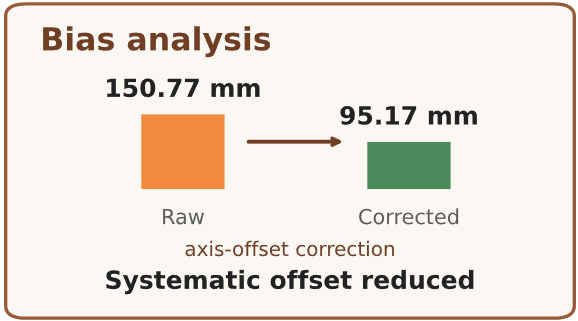 Bias analysis
150.77 mm
95.17 mm
Raw
Corrected
axis-offset correction
Systematic offset reduced